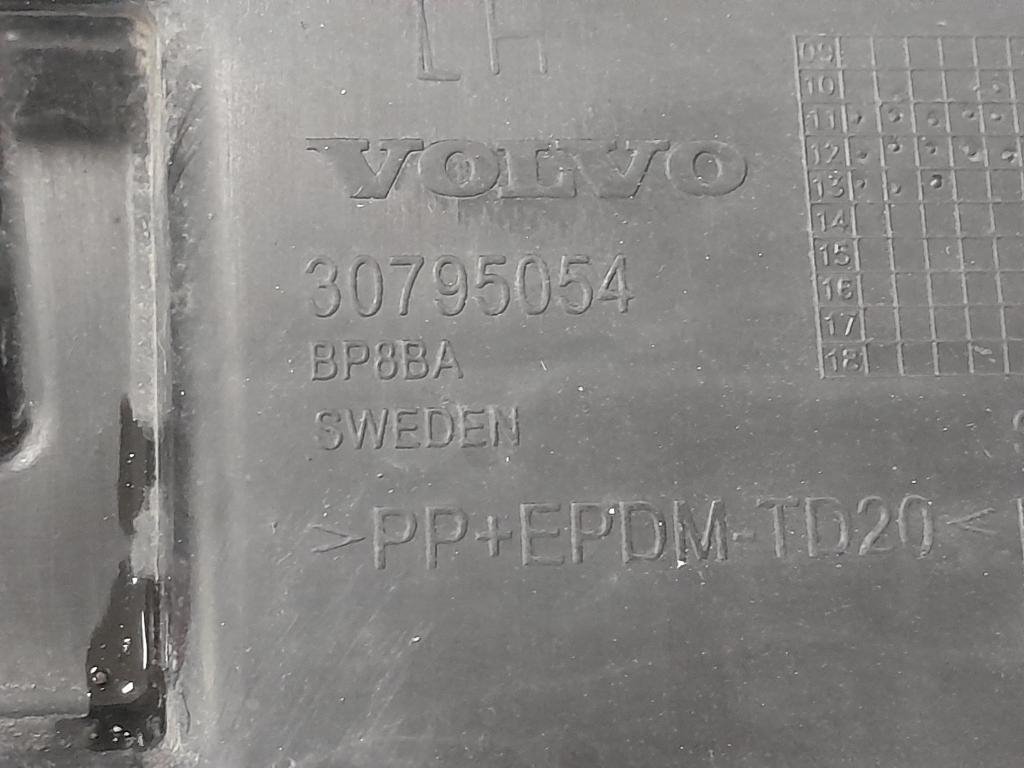 LH
VOLVO
30795054
BP8BA
SWEDEN
>PP+EPDM-TD20<
09
10
11
12
13
14
15
16
17
18